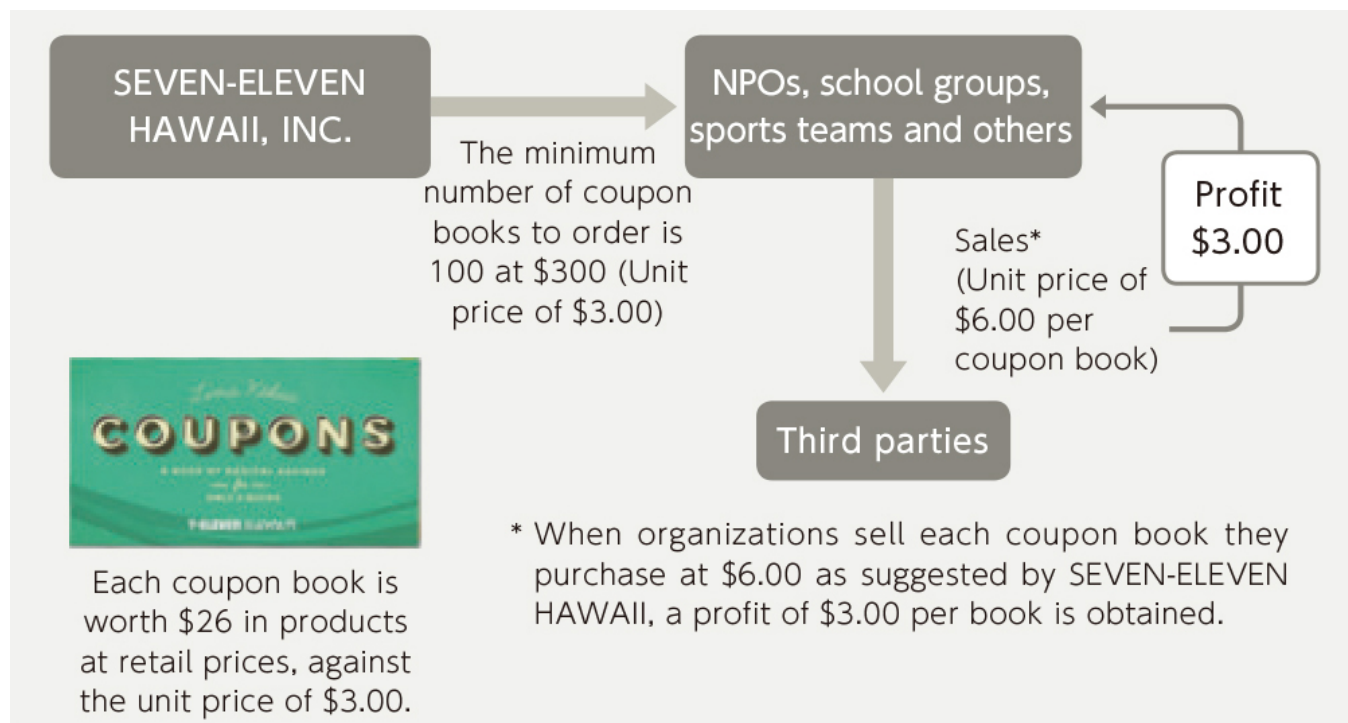 SEVEN-ELEVEN
HAWAII, INC.
NPOs, school groups,
sports teams and others
The minimum
number of coupon
books to order is
100 at $300 (Unit
price of $3.00)
Sales*
(Unit price of
$6.00 per
coupon book)
Profit
$3.00
Third parties
COUPONS
Each coupon book is
worth $26 in products
at retail prices, against
the unit price of $3.00.
* When organizations sell each coupon book they
purchase at $6.00 as suggested by SEVEN-ELEVEN
HAWAII, a profit of $3.00 per book is obtained.